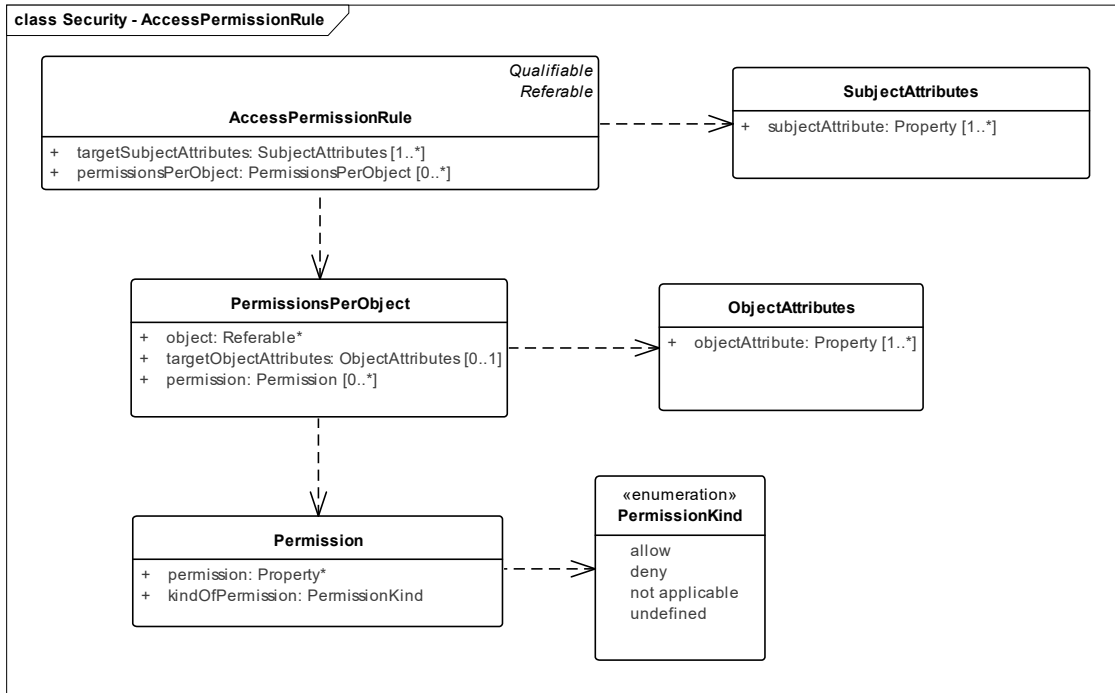 class Security - AccessPermissionRule
Qualifiable
Referable
AccessPermissionRule
+ targetSubjectAttributes: SubjectAttributes [1..*]
+ permissionsPerObject: PermissionsPerObject [0..*]
SubjectAttributes
+ subjectAttribute: Property [1..*]
PermissionsPerObject
+ object: Referable*
+ targetObjectAttributes: ObjectAttributes [0..1]
+ permission: Permission [0..*]
ObjectAttributes
+ objectAttribute: Property [1..*]
Permission
+ permission: Property*
+ kindOfPermission: PermissionKind
«enumeration»
PermissionKind
allow
deny
not applicable
undefined